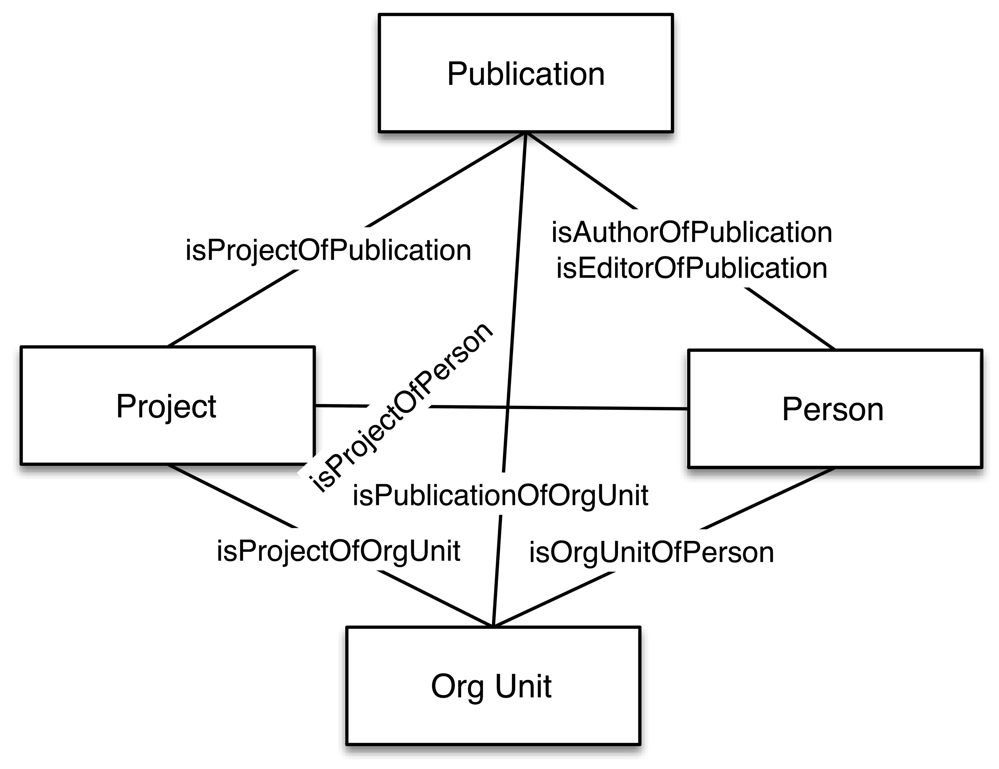 Publication
isAuthorOfPublication
isEditorOfPublication
isProjectOfPublication
isProjectOfPerson
Project
Person
isPublicationOfOrgUnit
isProjectOfOrgUnit
isOrgUnitOfPerson
Org Unit